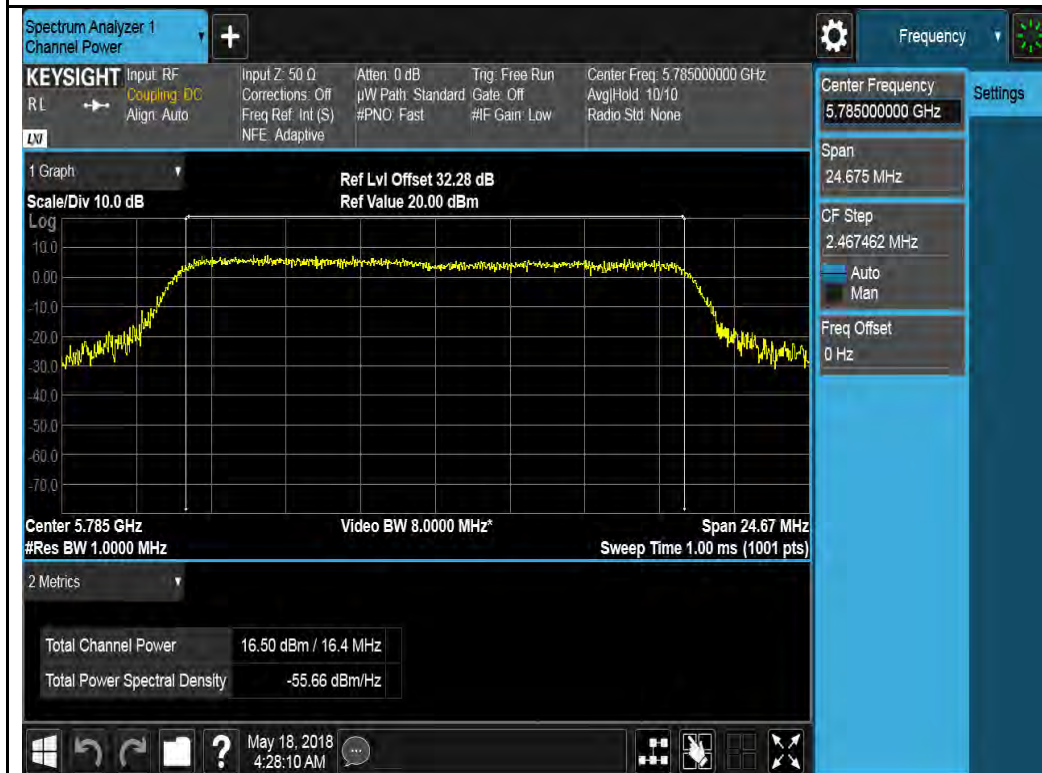 Spectrum Analyzer 1
Channel Power
+
Frequency
KEYSIGHT
RL
LXI
Input: RF
Coupling: DC
Align: Auto
Input Z: 50 Ω
Corrections: Off
Freq Ref: Int (S)
NFE: Adaptive
Atten: 0 dB
µW Path: Standard
#PNO: Fast
Trig: Free Run
Gate: Off
#IF Gain: Low
Center Freq: 5.785000000 GHz
Avg|Hold: 10/10
Radio Std: None
Center Frequency
5.785000000 GHz
Settings
Span
24.675 MHz
CF Step
2.467462 MHz
Auto
Man
Freq Offset
0 Hz
1 Graph
Scale/Div 10.0 dB
Ref Lvl Offset 32.28 dB
Ref Value 20.00 dBm
Log
10.0
0.00
-10.0
-20.0
-30.0
-40.0
-50.0
-60.0
-70.0
Center 5.785 GHz
Video BW 8.0000 MHz*
Span 24.67 MHz
#Res BW 1.0000 MHz
Sweep Time 1.00 ms (1001 pts)
2 Metrics
Total Channel Power 16.50 dBm / 16.4 MHz
Total Power Spectral Density -55.66 dBm/Hz
?
May 18, 2018
4:28:10 AM